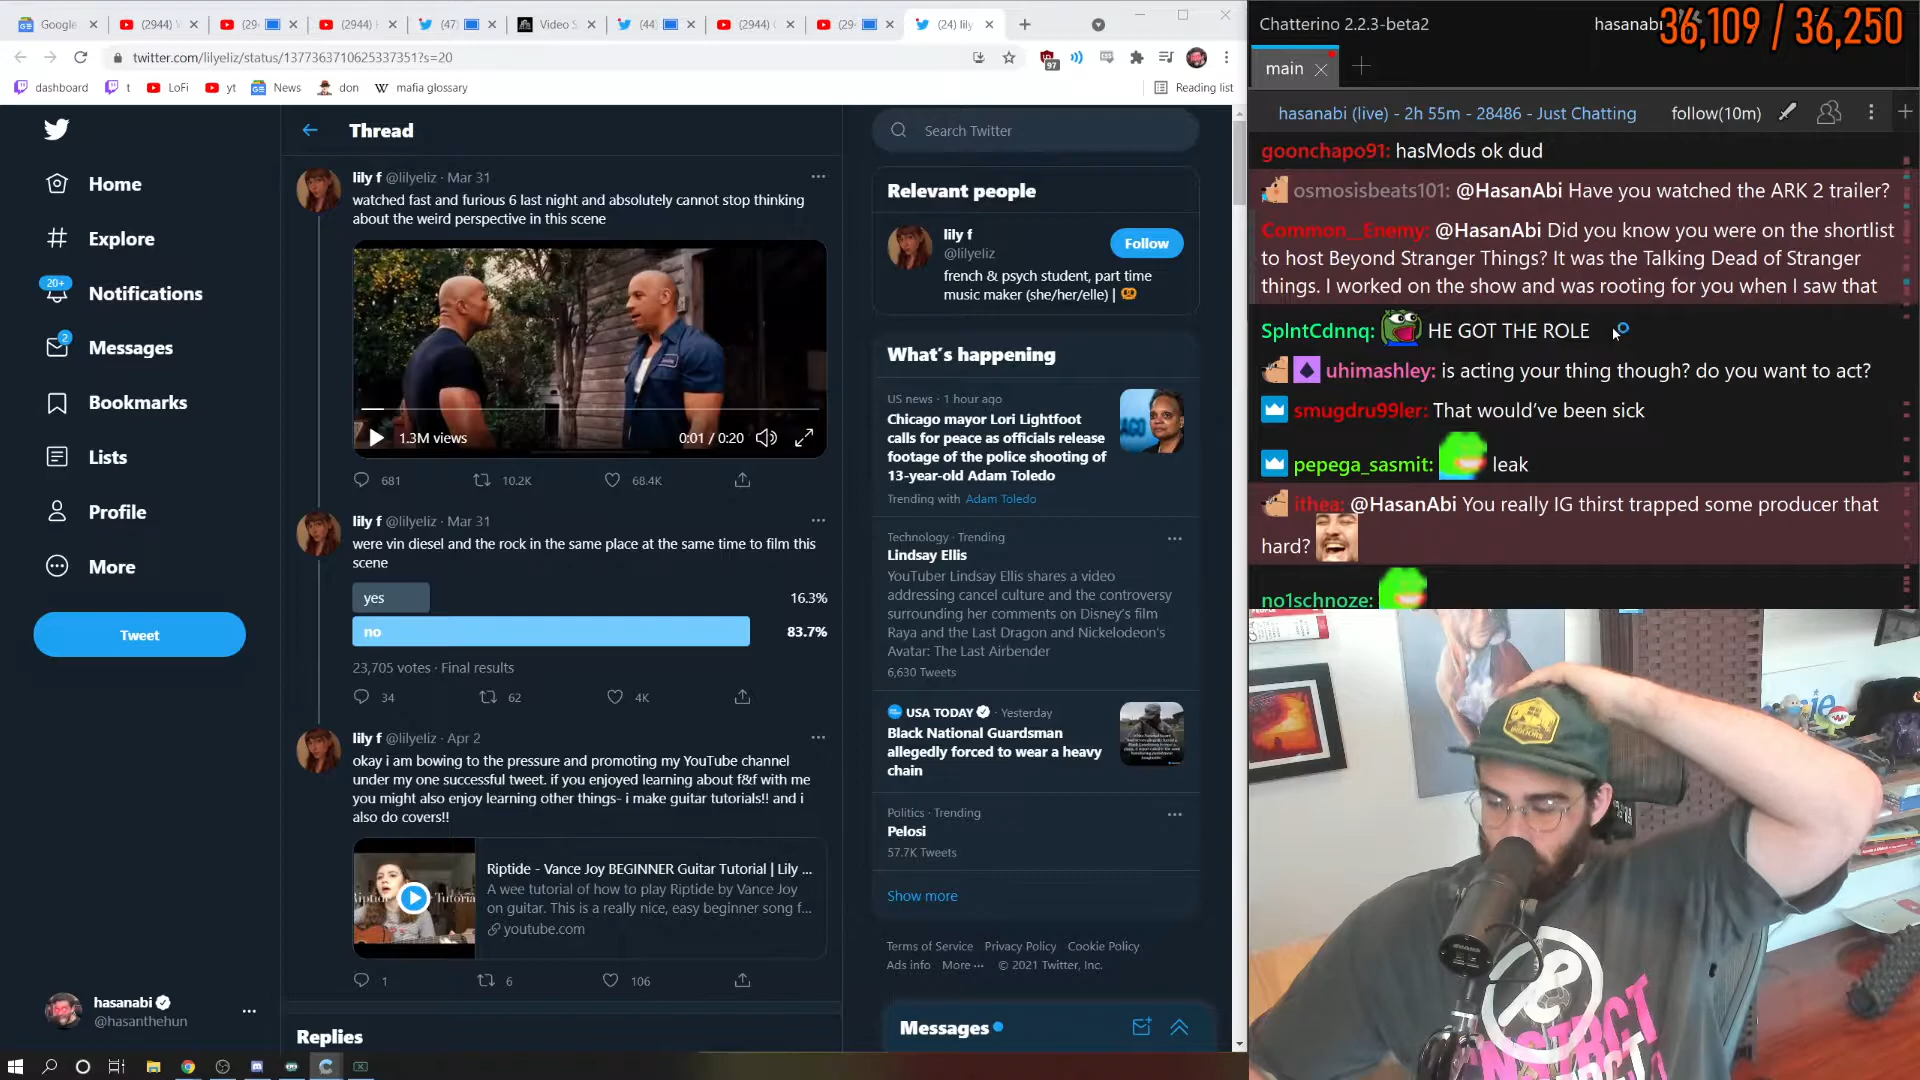 Google
(2944) 
(29
(2944) 
(47)
Video S
(44)
(2944) 
(29
(24) lily
twitter.com/lilyeliz/status/1377363710625337351?s=20
97
dashboard
t
LoFi
yt
News
don
mafia glossary
Reading list
Home
Explore
20+
Notifications
2
Messages
Bookmarks
Lists
Profile
More
Tweet
hasanabi
@hasanthehun
Thread
lily f @lilyeliz · Mar 31
watched fast and furious 6 last night and absolutely cannot stop thinking
about the weird perspective in this scene
1.3M views
0:01 / 0:20
681
10.2K
68.4K
lily f @lilyeliz · Mar 31
were vin diesel and the rock in the same place at the same time to film this
scene
yes
16.3%
no
83.7%
23,705 votes · Final results
34
62
4K
lily f @lilyeliz · Apr 2
okay i am bowing to the pressure and promoting my YouTube channel
under my one successful tweet. if you enjoyed learning about f&f with me
you might also enjoy learning other things- i make guitar tutorials!! and i
also do covers!!
Riptide - Vance Joy BEGINNER Guitar Tutorial | Lily ...
A wee tutorial of how to play Riptide by Vance Joy
on guitar. This is a really nice, easy beginner song f...
youtube.com
1
6
106
Replies
Search Twitter
Relevant people
lily f
@lilyeliz
Follow
french & psych student, part time
music maker (she/her/elle) |
What's happening
US news · 1 hour ago
Chicago mayor Lori Lightfoot
calls for peace as officials release
footage of the police shooting of
13-year-old Adam Toledo
Trending with Adam Toledo
Technology · Trending
Lindsay Ellis
YouTuber Lindsay Ellis shares a video
addressing cancel culture and the controversy
surrounding her comments on Disney's film
Raya and the Last Dragon and Nickelodeon's
Avatar: The Last Airbender
6,630 Tweets
USA TODAY · Yesterday
Black National Guardsman
allegedly forced to wear a heavy
chain
Politics · Trending
Pelosi
57.7K Tweets
Show more
Terms of Service Privacy Policy Cookie Policy
Ads info More ··· © 2021 Twitter, Inc.
Messages
Chatterino 2.2.3-beta2
hasanabi
36,109 / 36,250
main
hasanabi (live) - 2h 55m - 28486 - Just Chatting
follow(10m)
goonchapo91: hasMods ok dud
osmosisbeats101: @HasanAbi Have you watched the ARK 2 trailer?
Common__Enemy: @HasanAbi Did you know you were on the shortlist
to host Beyond Stranger Things? It was the Talking Dead of Stranger
things. I worked on the show and was rooting for you when I saw that
SplntCdnnq: HE GOT THE ROLE
uhimashley: is acting your thing though? do you want to act?
smugdru99ler: That would've been sick
pepega_sasmit: leak
ithea: @HasanAbi You really IG thirst trapped some producer that
hard?
no1schnoze: